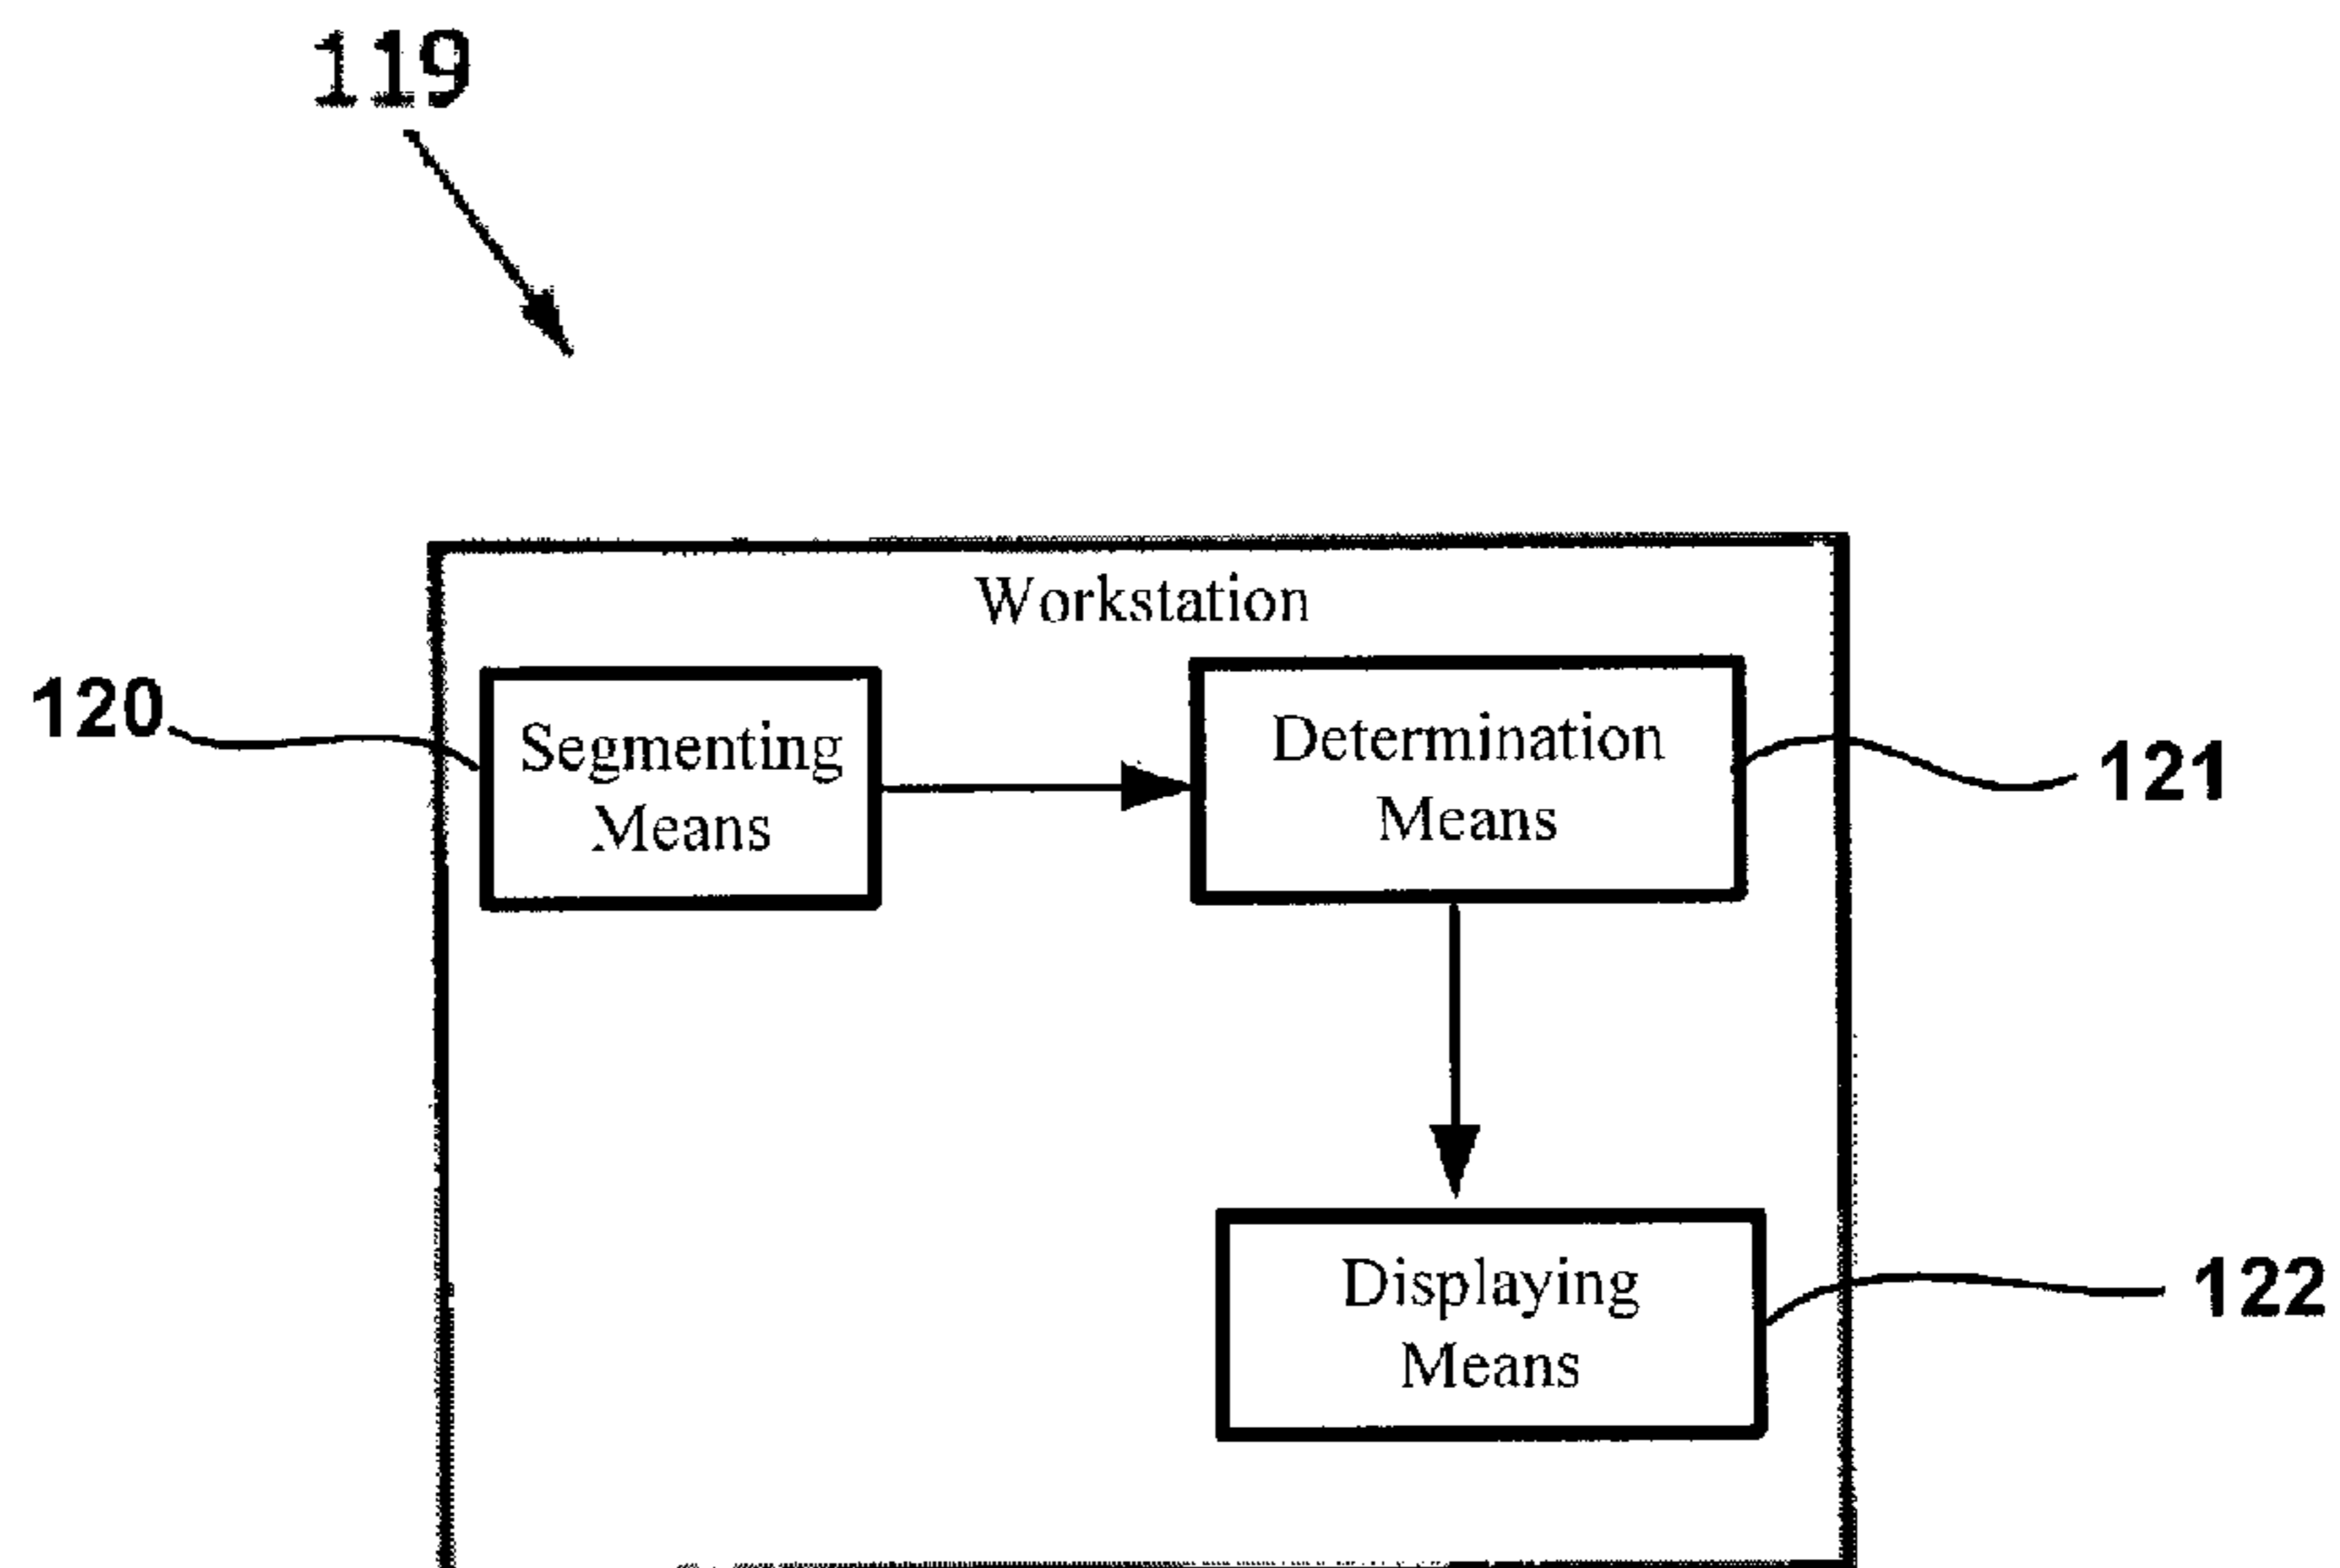 119
Workstation
120
Segmenting
Means
Determination
Means
121
Displaying
Means
122